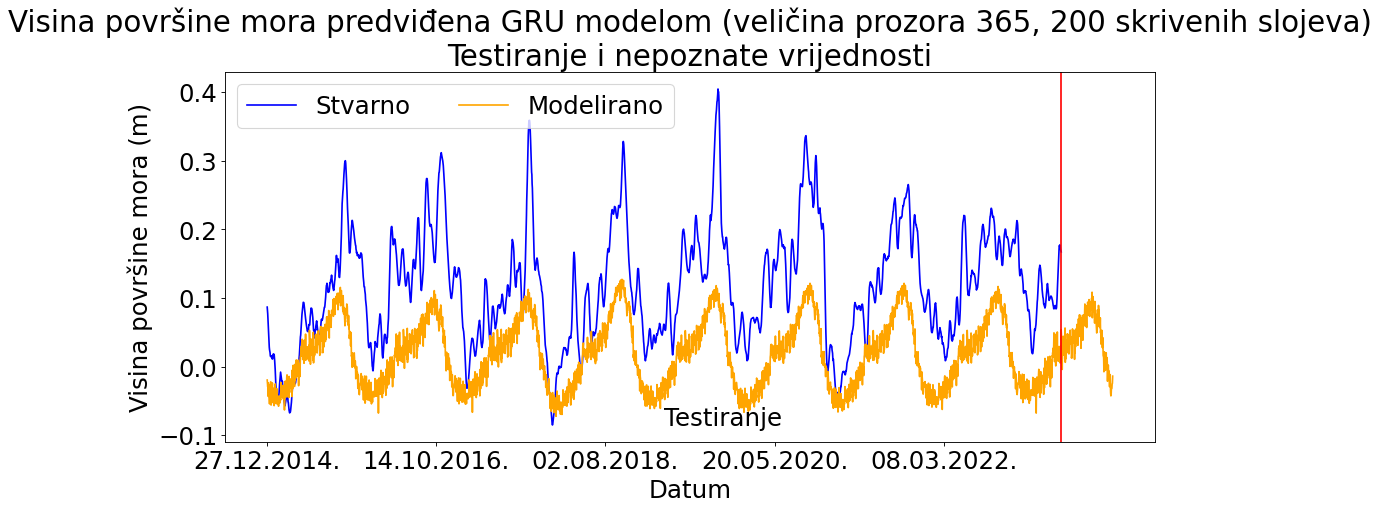 Visina površine mora predviđena GRU modelom (veličina prozora 365, 200 skrivenih slojeva)
Testiranje i nepoznate vrijednosti
Stvarno
Modelirano
Visina površine mora (m)
0.4
0.3
0.2
0.1
0.0
−0.1
Testiranje
27.12.2014.
14.10.2016.
02.08.2018.
20.05.2020.
08.03.2022.
Datum